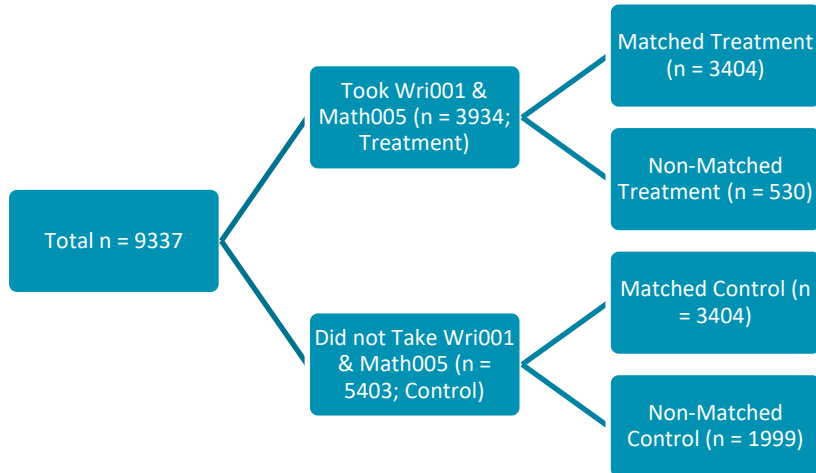 Total n = 9337
Took Wri001 &
Math005 (n = 3934;
Treatment)
Did not Take Wri001
& Math005 (n =
5403; Control)
Matched Treatment
(n = 3404)
Non-Matched
Treatment (n = 530)
Matched Control (n
= 3404)
Non-Matched
Control (n = 1999)